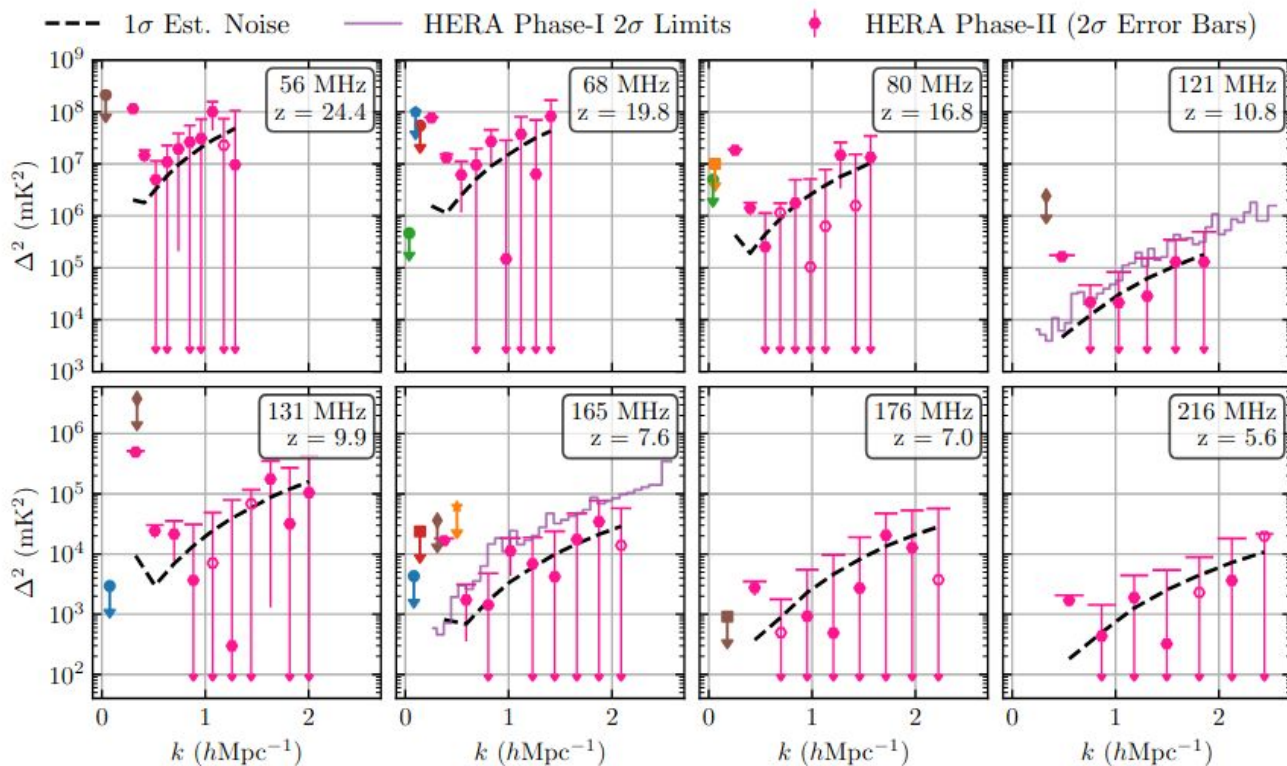 1σ Est. Noise HERA Phase-I 2σ Limits HERA Phase-II (2σ Error Bars)
10⁹
10⁸
10⁷
10⁶
10⁵
10⁴
10³
Δ² (mK²)
56 MHz
z = 24.4
68 MHz
z = 19.8
80 MHz
z = 16.8
121 MHz
z = 10.8
10⁶
10⁵
10⁴
10³
10²
Δ² (mK²)
131 MHz
z = 9.9
165 MHz
z = 7.6
176 MHz
z = 7.0
216 MHz
z = 5.6
0 1 2 0 1 2 0 1 2 0 1 2
k (hMpc⁻¹) k (hMpc⁻¹) k (hMpc⁻¹) k (hMpc⁻¹)